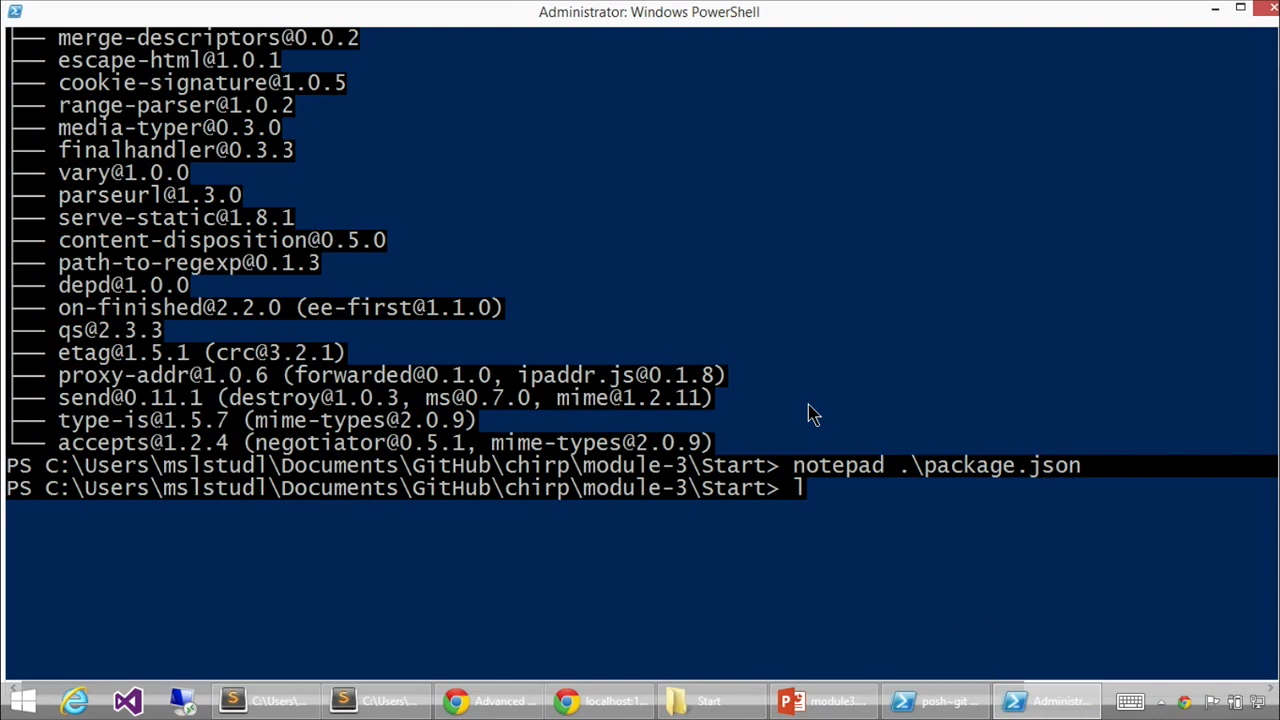 Administrator: Windows PowerShell
├── merge-descriptors@0.0.2
├── escape-html@1.0.1
├── cookie-signature@1.0.5
├── range-parser@1.0.2
├── media-typer@0.3.0
├── finalhandler@0.3.3
├── vary@1.0.0
├── parseurl@1.3.0
├── serve-static@1.8.1
├── content-disposition@0.5.0
├── path-to-regexp@0.1.3
├── depd@1.0.0
├── on-finished@2.2.0 (ee-first@1.1.0)
├── qs@2.3.3
├── etag@1.5.1 (crc@3.2.1)
├── proxy-addr@1.0.6 (forwarded@0.1.0, ipaddr.js@0.1.8)
├── send@0.11.1 (destroy@1.0.3, ms@0.7.0, mime@1.2.11)
├── type-is@1.5.7 (mime-types@2.0.9)
└── accepts@1.2.4 (negotiator@0.5.1, mime-types@2.0.9)
PS C:\Users\mslstudl\Documents\GitHub\chirp\module-3\Start> notepad .\package.json
PS C:\Users\mslstudl\Documents\GitHub\chirp\module-3\Start> l
C:\Users\... C:\Users\... Advanced ... localhost:1... Start module3.... posh~git ... Administr...